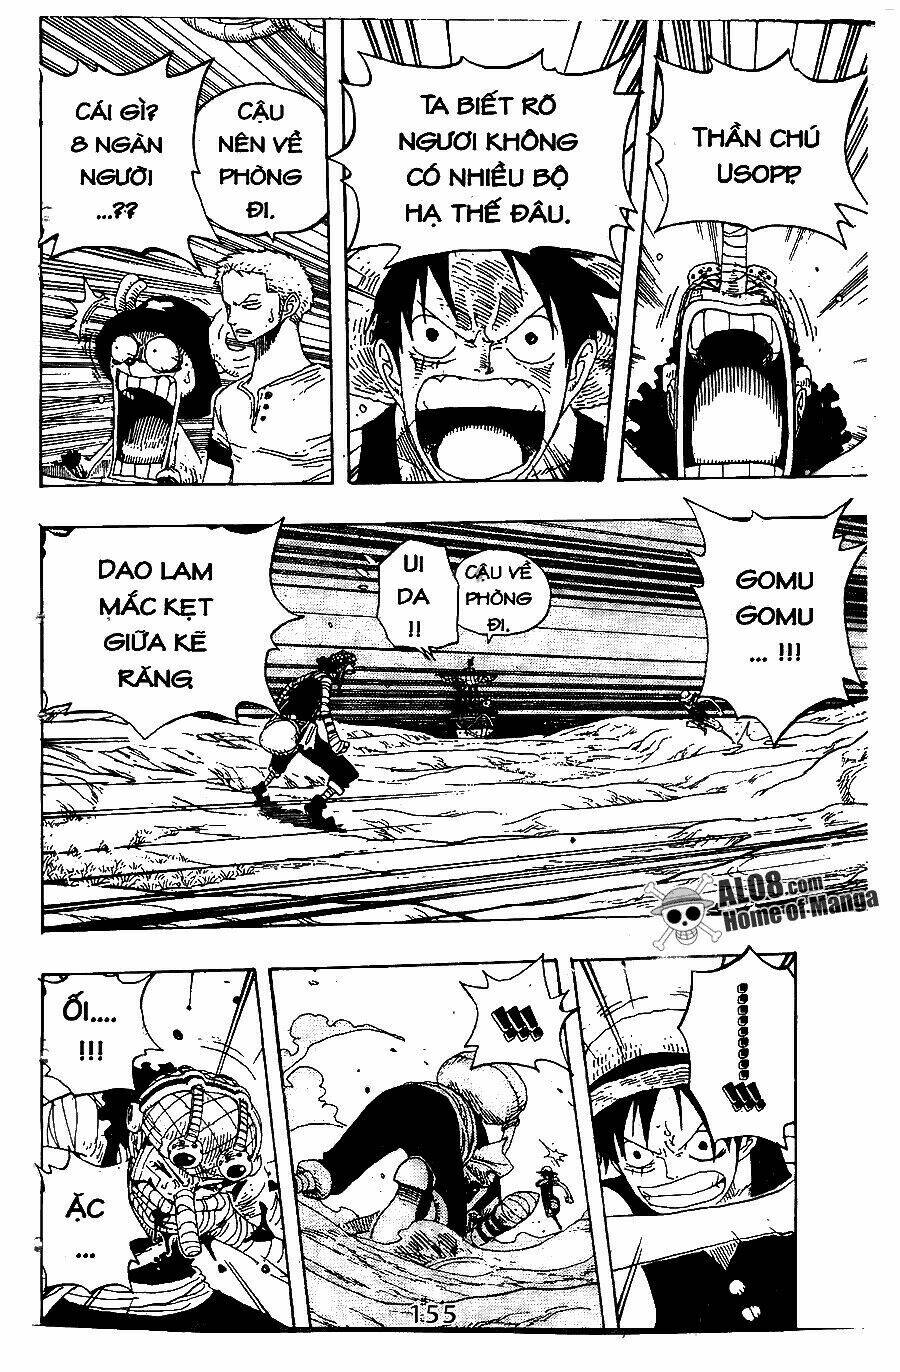 THẦN CHÚ
USOPP.
TA BIẾT RÕ
NGƯƠI KHÔNG
CÓ NHIỀU BỘ
HẠ THẾ ĐÂU.
CẬU
NÊN VỀ
PHÒNG
ĐI.
CÁI GÌ?
8 NGÀN
NGƯỜI
...??
GOMU
GOMU
... !!!
CẬU VỀ
PHÒNG
ĐI.
UI
DA
!!
DAO LAM
MẮC KẸT
GIỮA KẼ
RĂNG.
ALO8.com
Home of Manga
......... !!!
!!!
ỐI....
!!!
ẶC
...
155